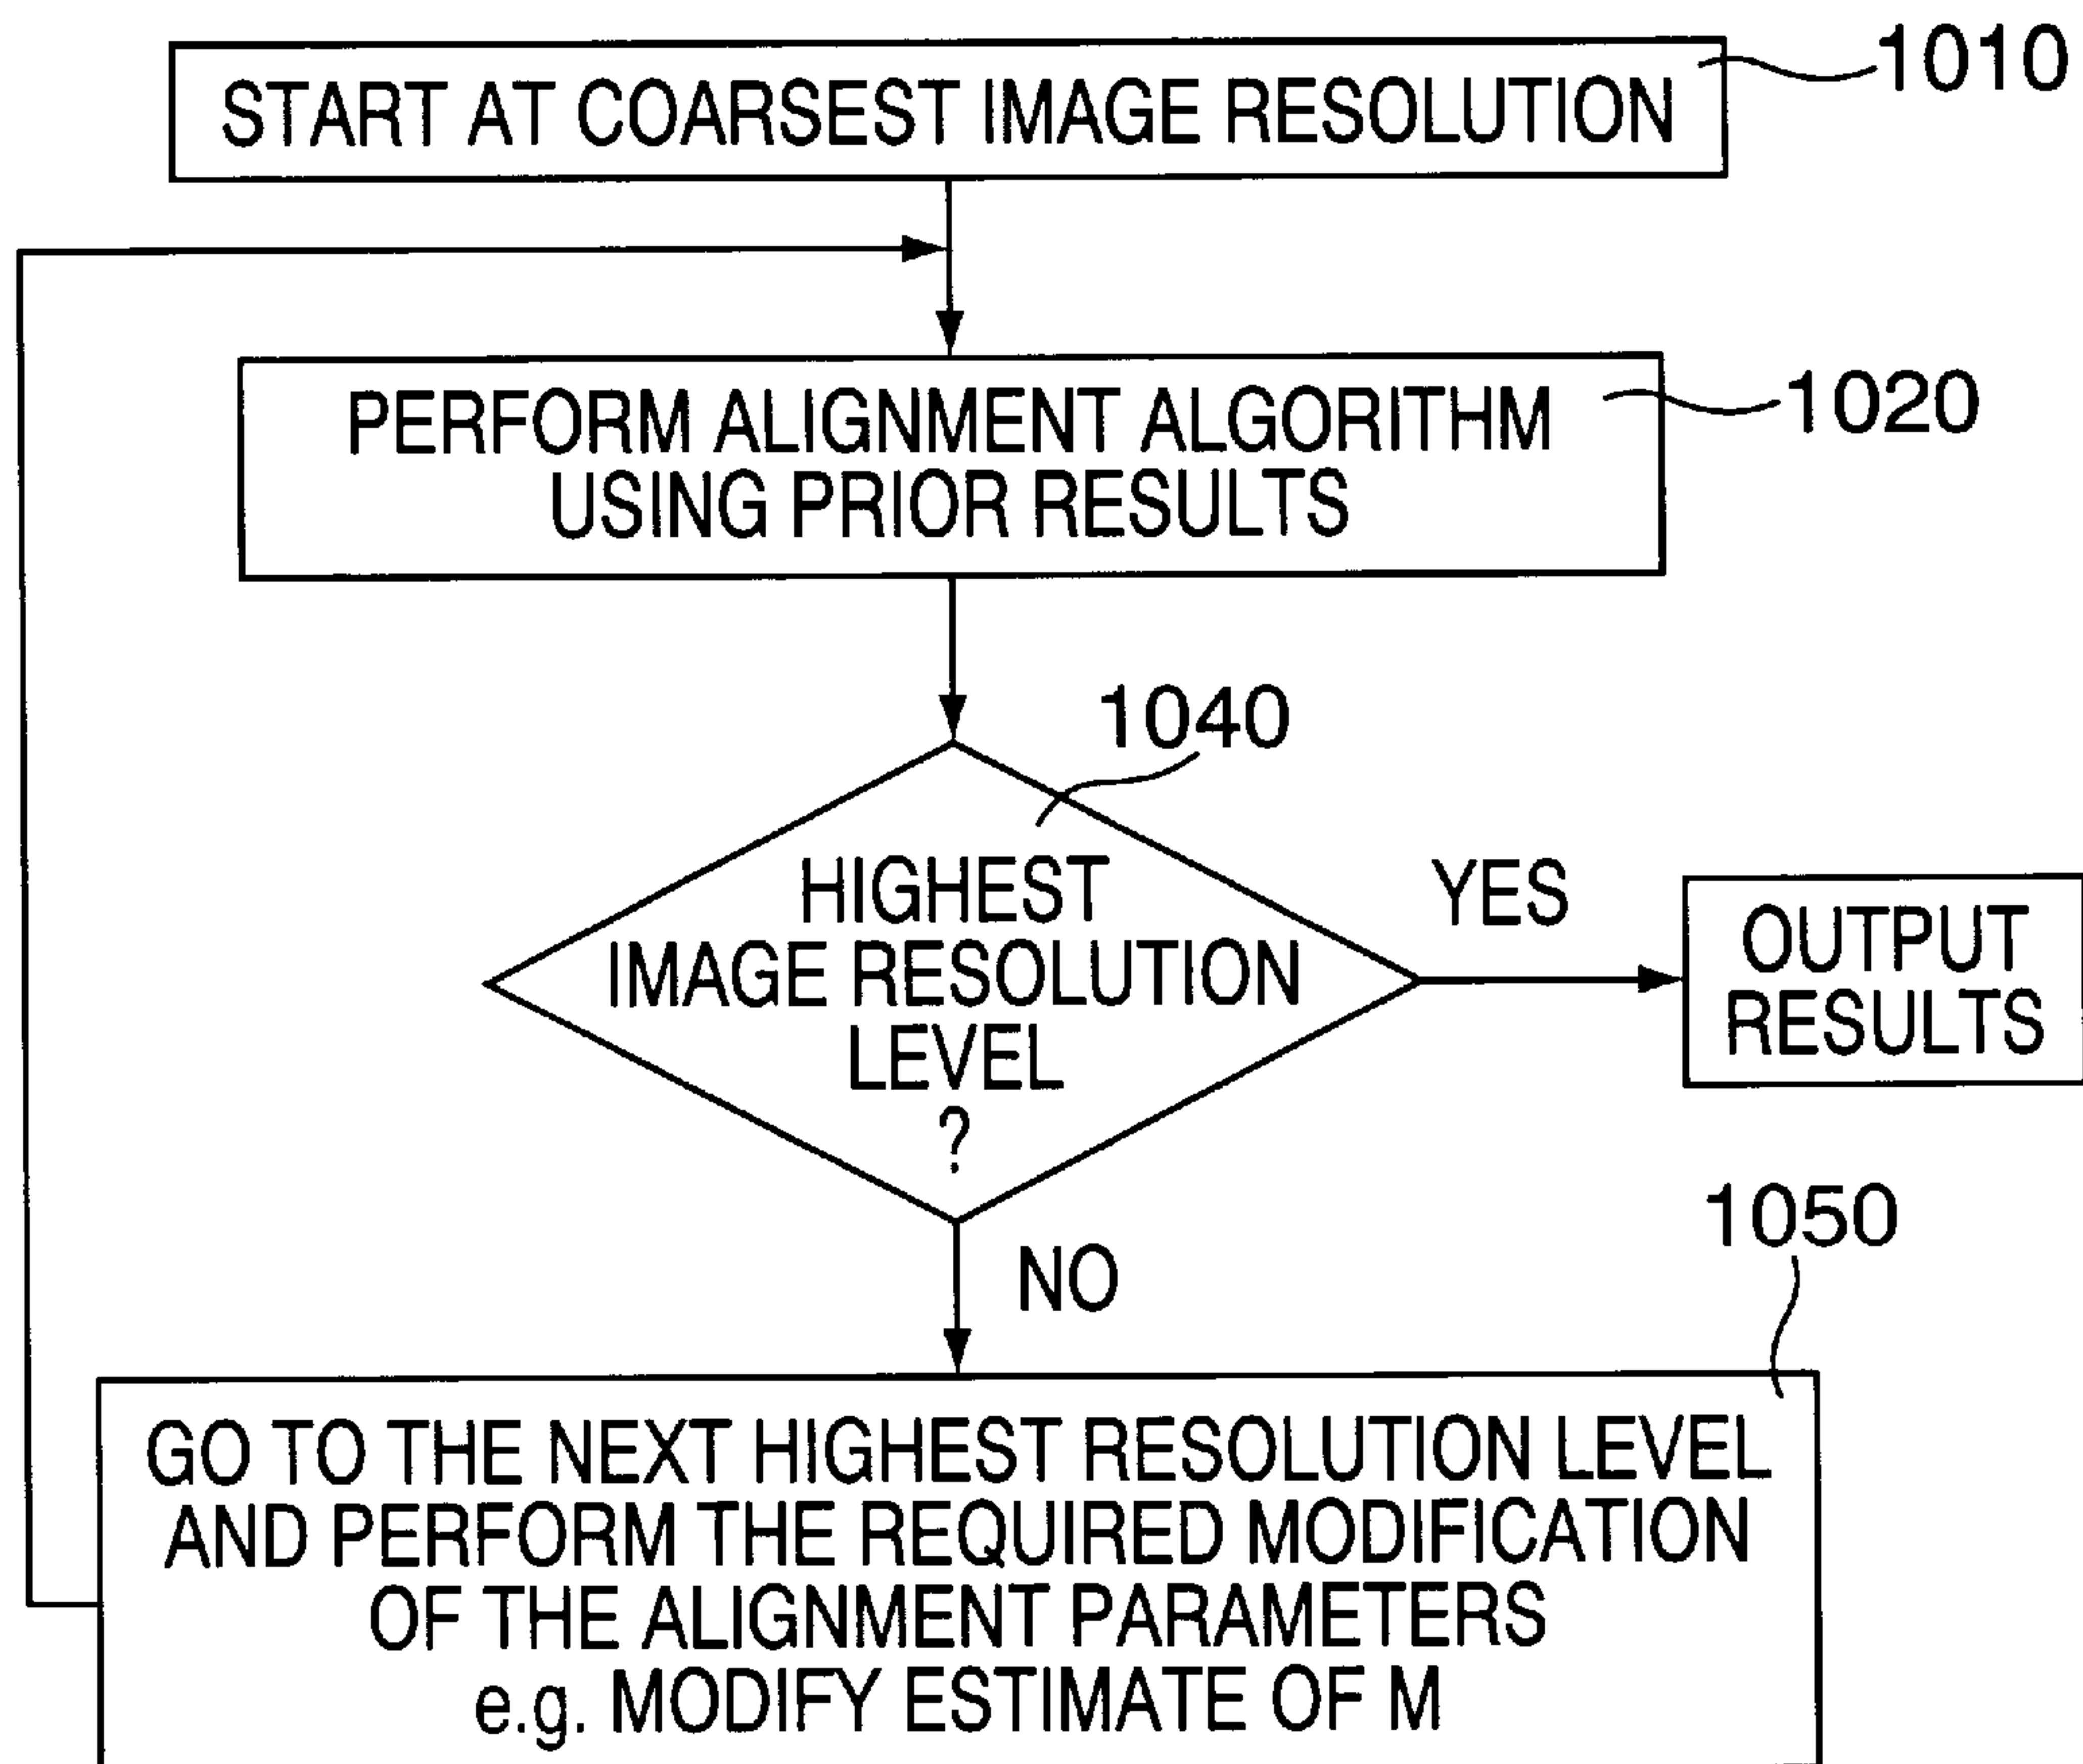 START AT COARSEST IMAGE RESOLUTION
1010
PERFORM ALIGNMENT ALGORITHM
USING PRIOR RESULTS
1020
1040
HIGHEST
IMAGE RESOLUTION
LEVEL
?
YES
OUTPUT
RESULTS
NO
1050
GO TO THE NEXT HIGHEST RESOLUTION LEVEL
AND PERFORM THE REQUIRED MODIFICATION
OF THE ALIGNMENT PARAMETERS
e.g. MODIFY ESTIMATE OF M